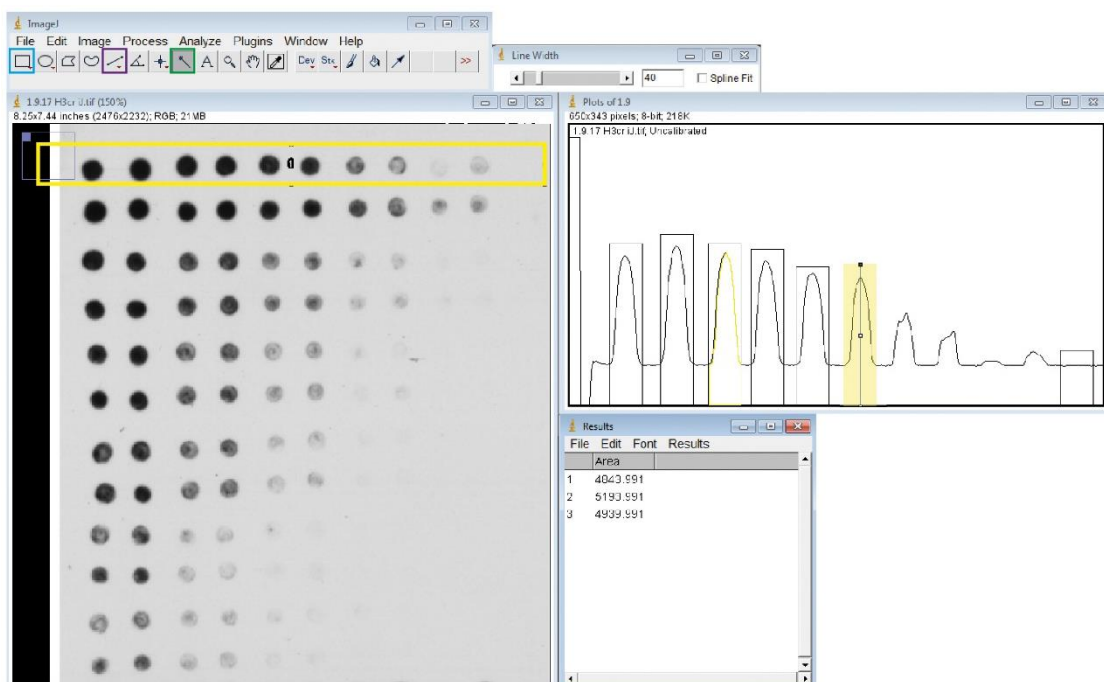 ImageJ
File Edit Image Process Analyze Plugins Window Help
Dev Stk >>
Line Width
40 Spline Fit
1.9.17 H3cr iJ.tif (150%)
8.25x7.44 inches (2476x2232); RGB; 21MB
Plots of 1.9
650x343 pixels; 8-bit; 218K
1.9.17 H3cr iJ.tif, Uncalibrated
Results
File Edit Font Results
Area
1 4843.991
2 5193.991
3 4939.991